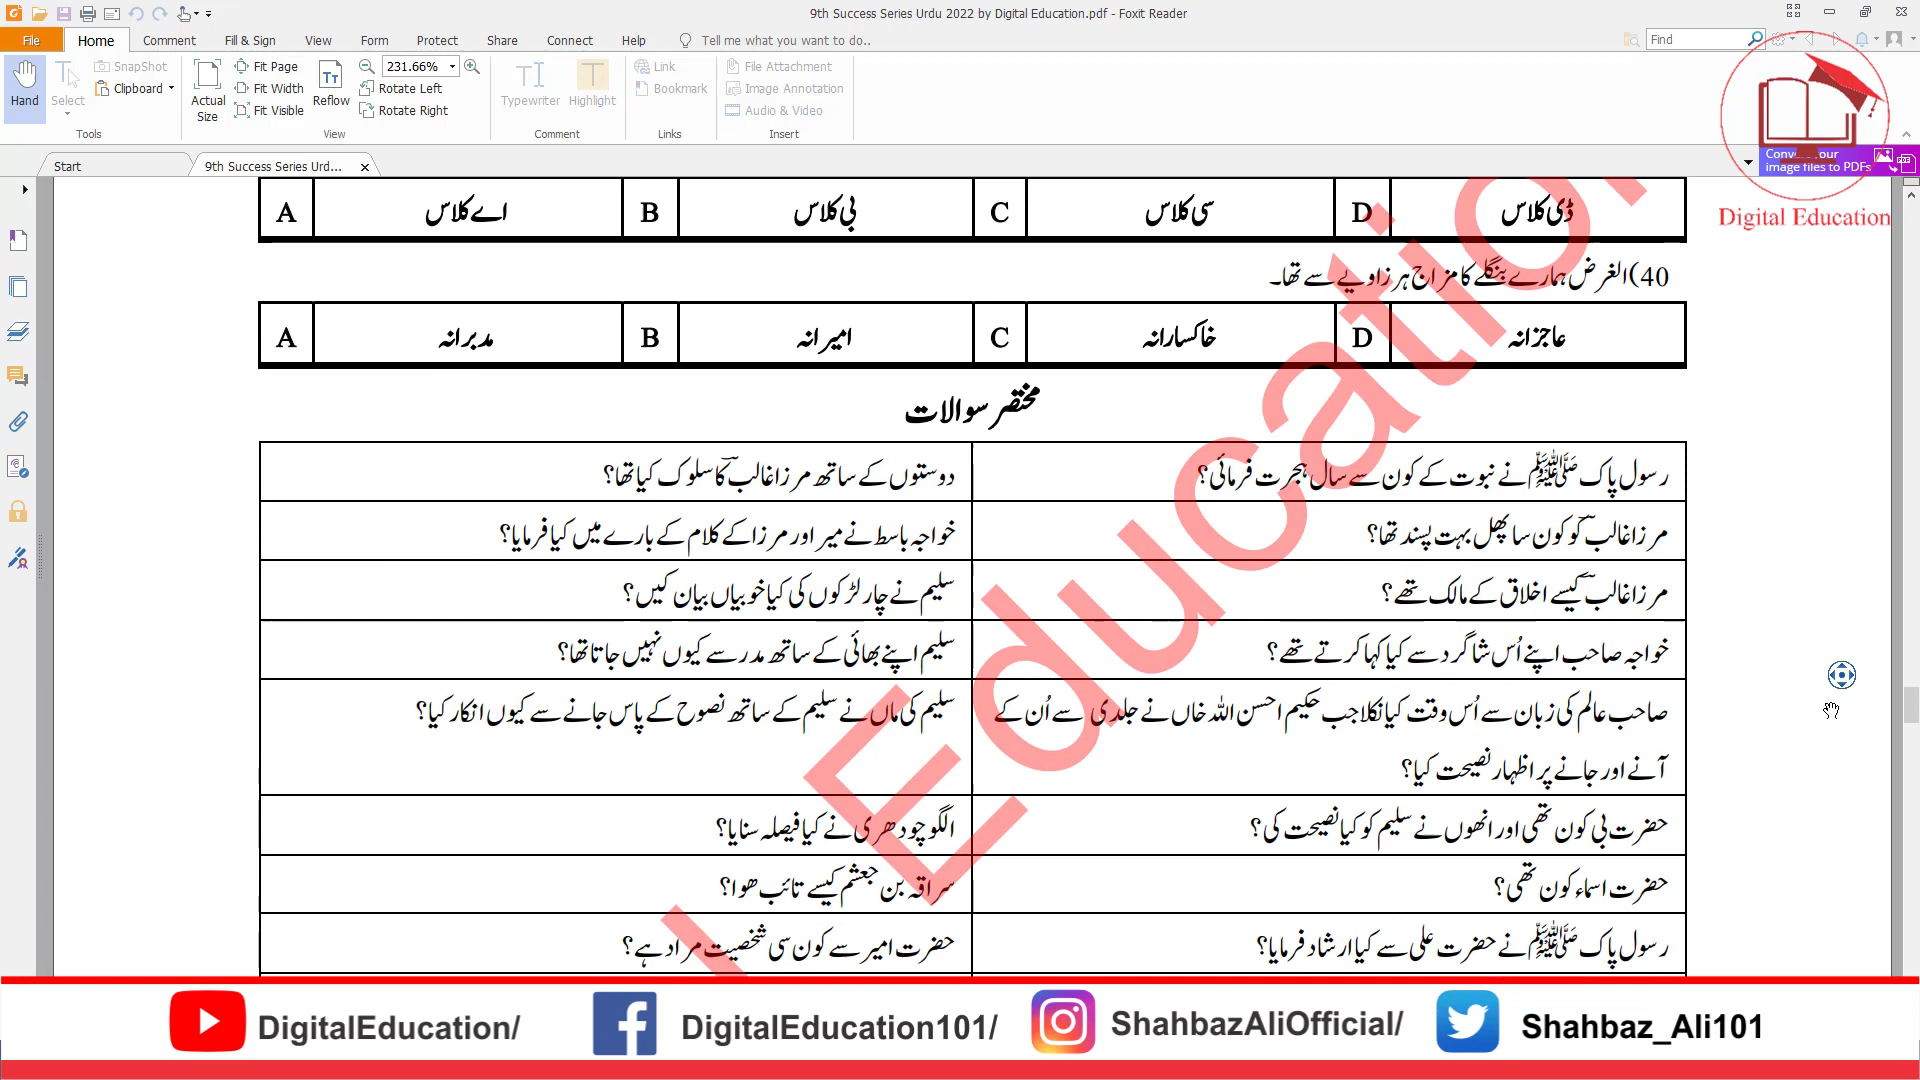 9th Success Series Urdu 2022 by Digital Education.pdf - Foxit Reader
File Home Comment Fill & Sign View Form Protect Share Connect Help Tell me what you want to do.. Find
Hand
Select
SnapShot
Clipboard
Tools
Actual Size
Fit Page
Fit Width
Fit Visible
Reflow
231.66%
Rotate Left
Rotate Right
View
Typewriter
Highlight
Comment
Link
Bookmark
Links
File Attachment
Image Annotation
Audio & Video
Insert
Start
9th Success Series Urd...
Digital Education
A اے کلاس B بی کلاس C سی کلاس D ڈی کلاس
40) الغرض ہمارے بنگلے کا مزاج ہر زاویے سے تھا۔
A مدبرانہ B امیرانہ C خاکسارانہ D عاجزانہ
مختصر سوالات
رسول پاک ﷺ نے نبوت کے کون سے سال ہجرت فرمائی؟
دوستوں کے ساتھ مرزا غالبؔ کا سلوک کیا تھا؟
مرزا غالبؔ کو کون سا پھل بہت پسند تھا؟
خواجہ باسط نے میر اور مرزا کے کلام کے بارے میں کیا فرمایا؟
مرزا غالبؔ کیسے اخلاق کے مالک تھے؟
سلیم نے چار لڑکوں کی کیا خوبیاں بیان کیں؟
خواجہ صاحب اپنے اُس شاگرد سے کیا کہا کرتے تھے؟
سلیم اپنے بھائی کے ساتھ مدرسے کیوں نہیں جاتا تھا؟
صاحب عالم کی زبان سے اُس وقت کیا نکلا جب حکیم احسن اللہ خاں نے جلدی سے اُن کے
آنے اور جانے پر اظہار نصیحت کیا؟
سلیم کی ماں نے سلیم کے ساتھ نصوح کے پاس جانے سے کیوں انکار کیا؟
حضرت بی کون تھی اور انھوں نے سلیم کو کیا نصیحت کی؟
الگو چودھری نے کیا فیصلہ سنایا؟
حضرت اسماء کون تھی؟
سراقہ بن جعشم کیسے تائب ھوا؟
رسول پاک ﷺ نے حضرت علی سے کیا ارشاد فرمایا؟
حضرت امیر سے کون سی شخصیت مراد ہے؟
Education
DigitalEducation/
DigitalEducation101/
ShahbazAliOfficial/
Shahbaz_Ali101